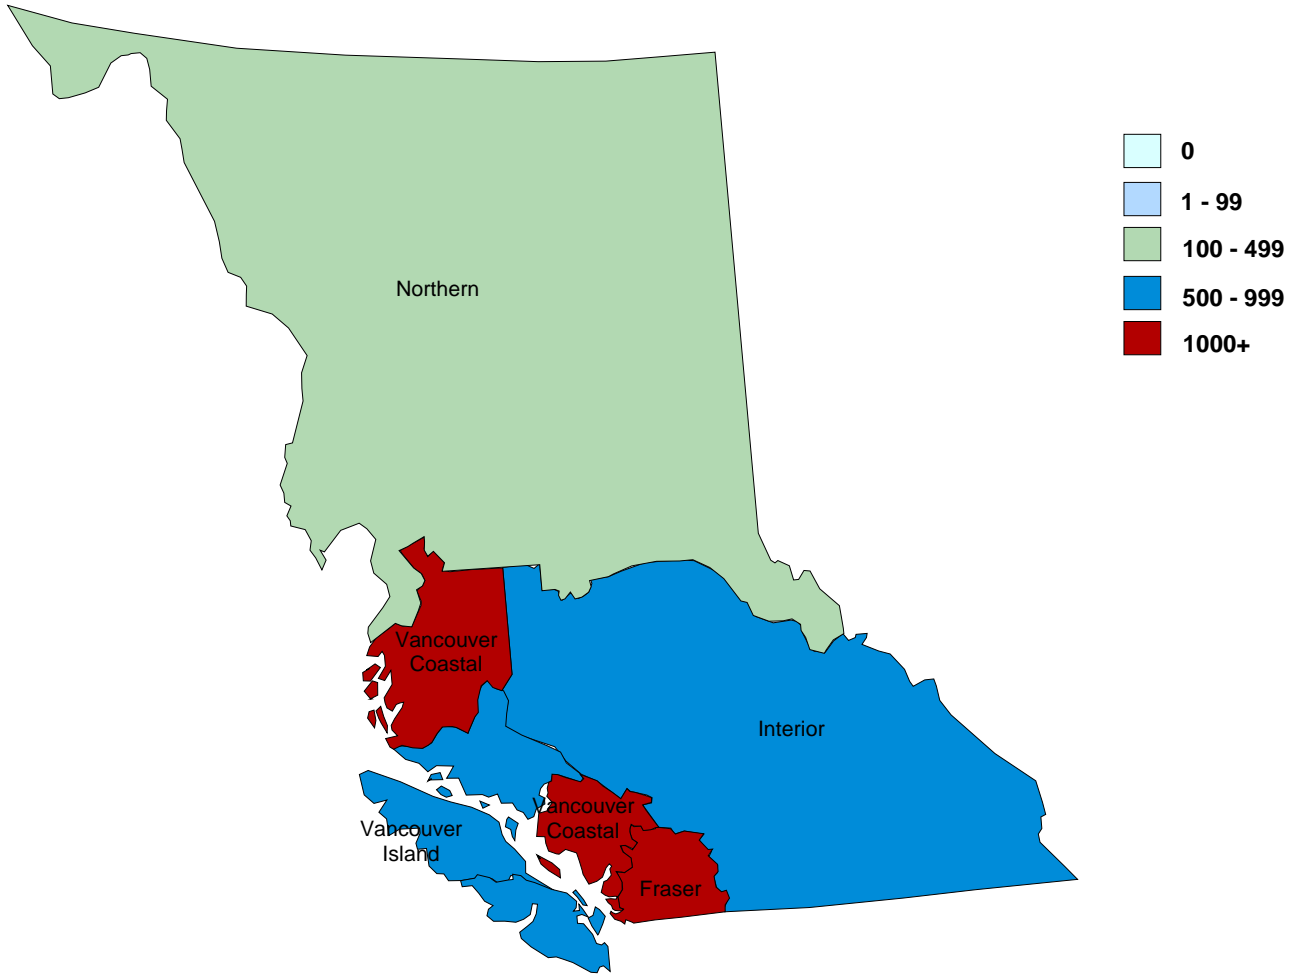 0
1 - 99
100 - 499
500 - 999
1000+
Northern
Vancouver
Coastal
Interior
Vancouver
Coastal
Vancouver
Island
Fraser